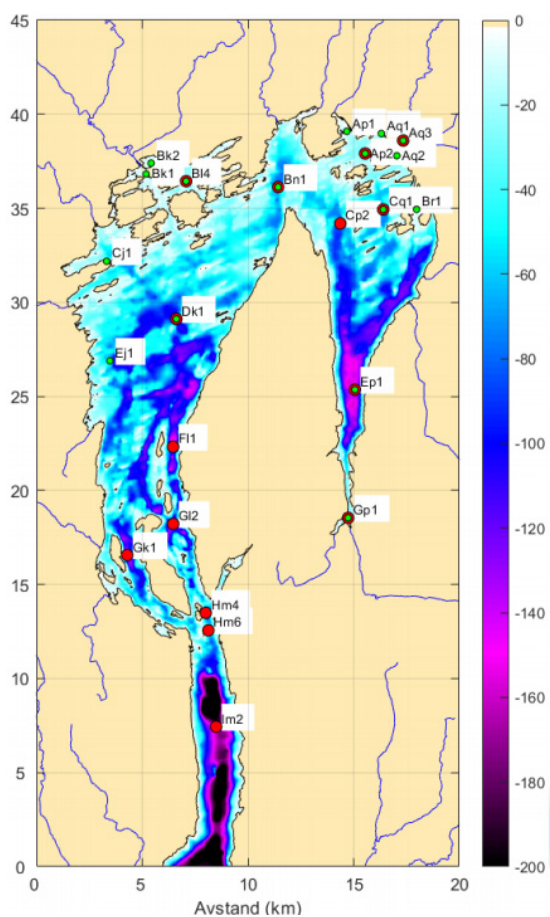 45
40
35
30
25
20
15
10
5
0
0
5
10
15
20
Avstand (km)
0
-20
-40
-60
-80
-100
-120
-140
-160
-180
-200
Ap1
Aq1
Aq3
Ap2
Aq2
Bk2
Bk1
Bl4
Bn1
Cq1
Br1
Cp2
Cj1
Dk1
Ej1
Ep1
Fl1
Gl2
Gp1
Gk1
Hm4
Hm6
Im2